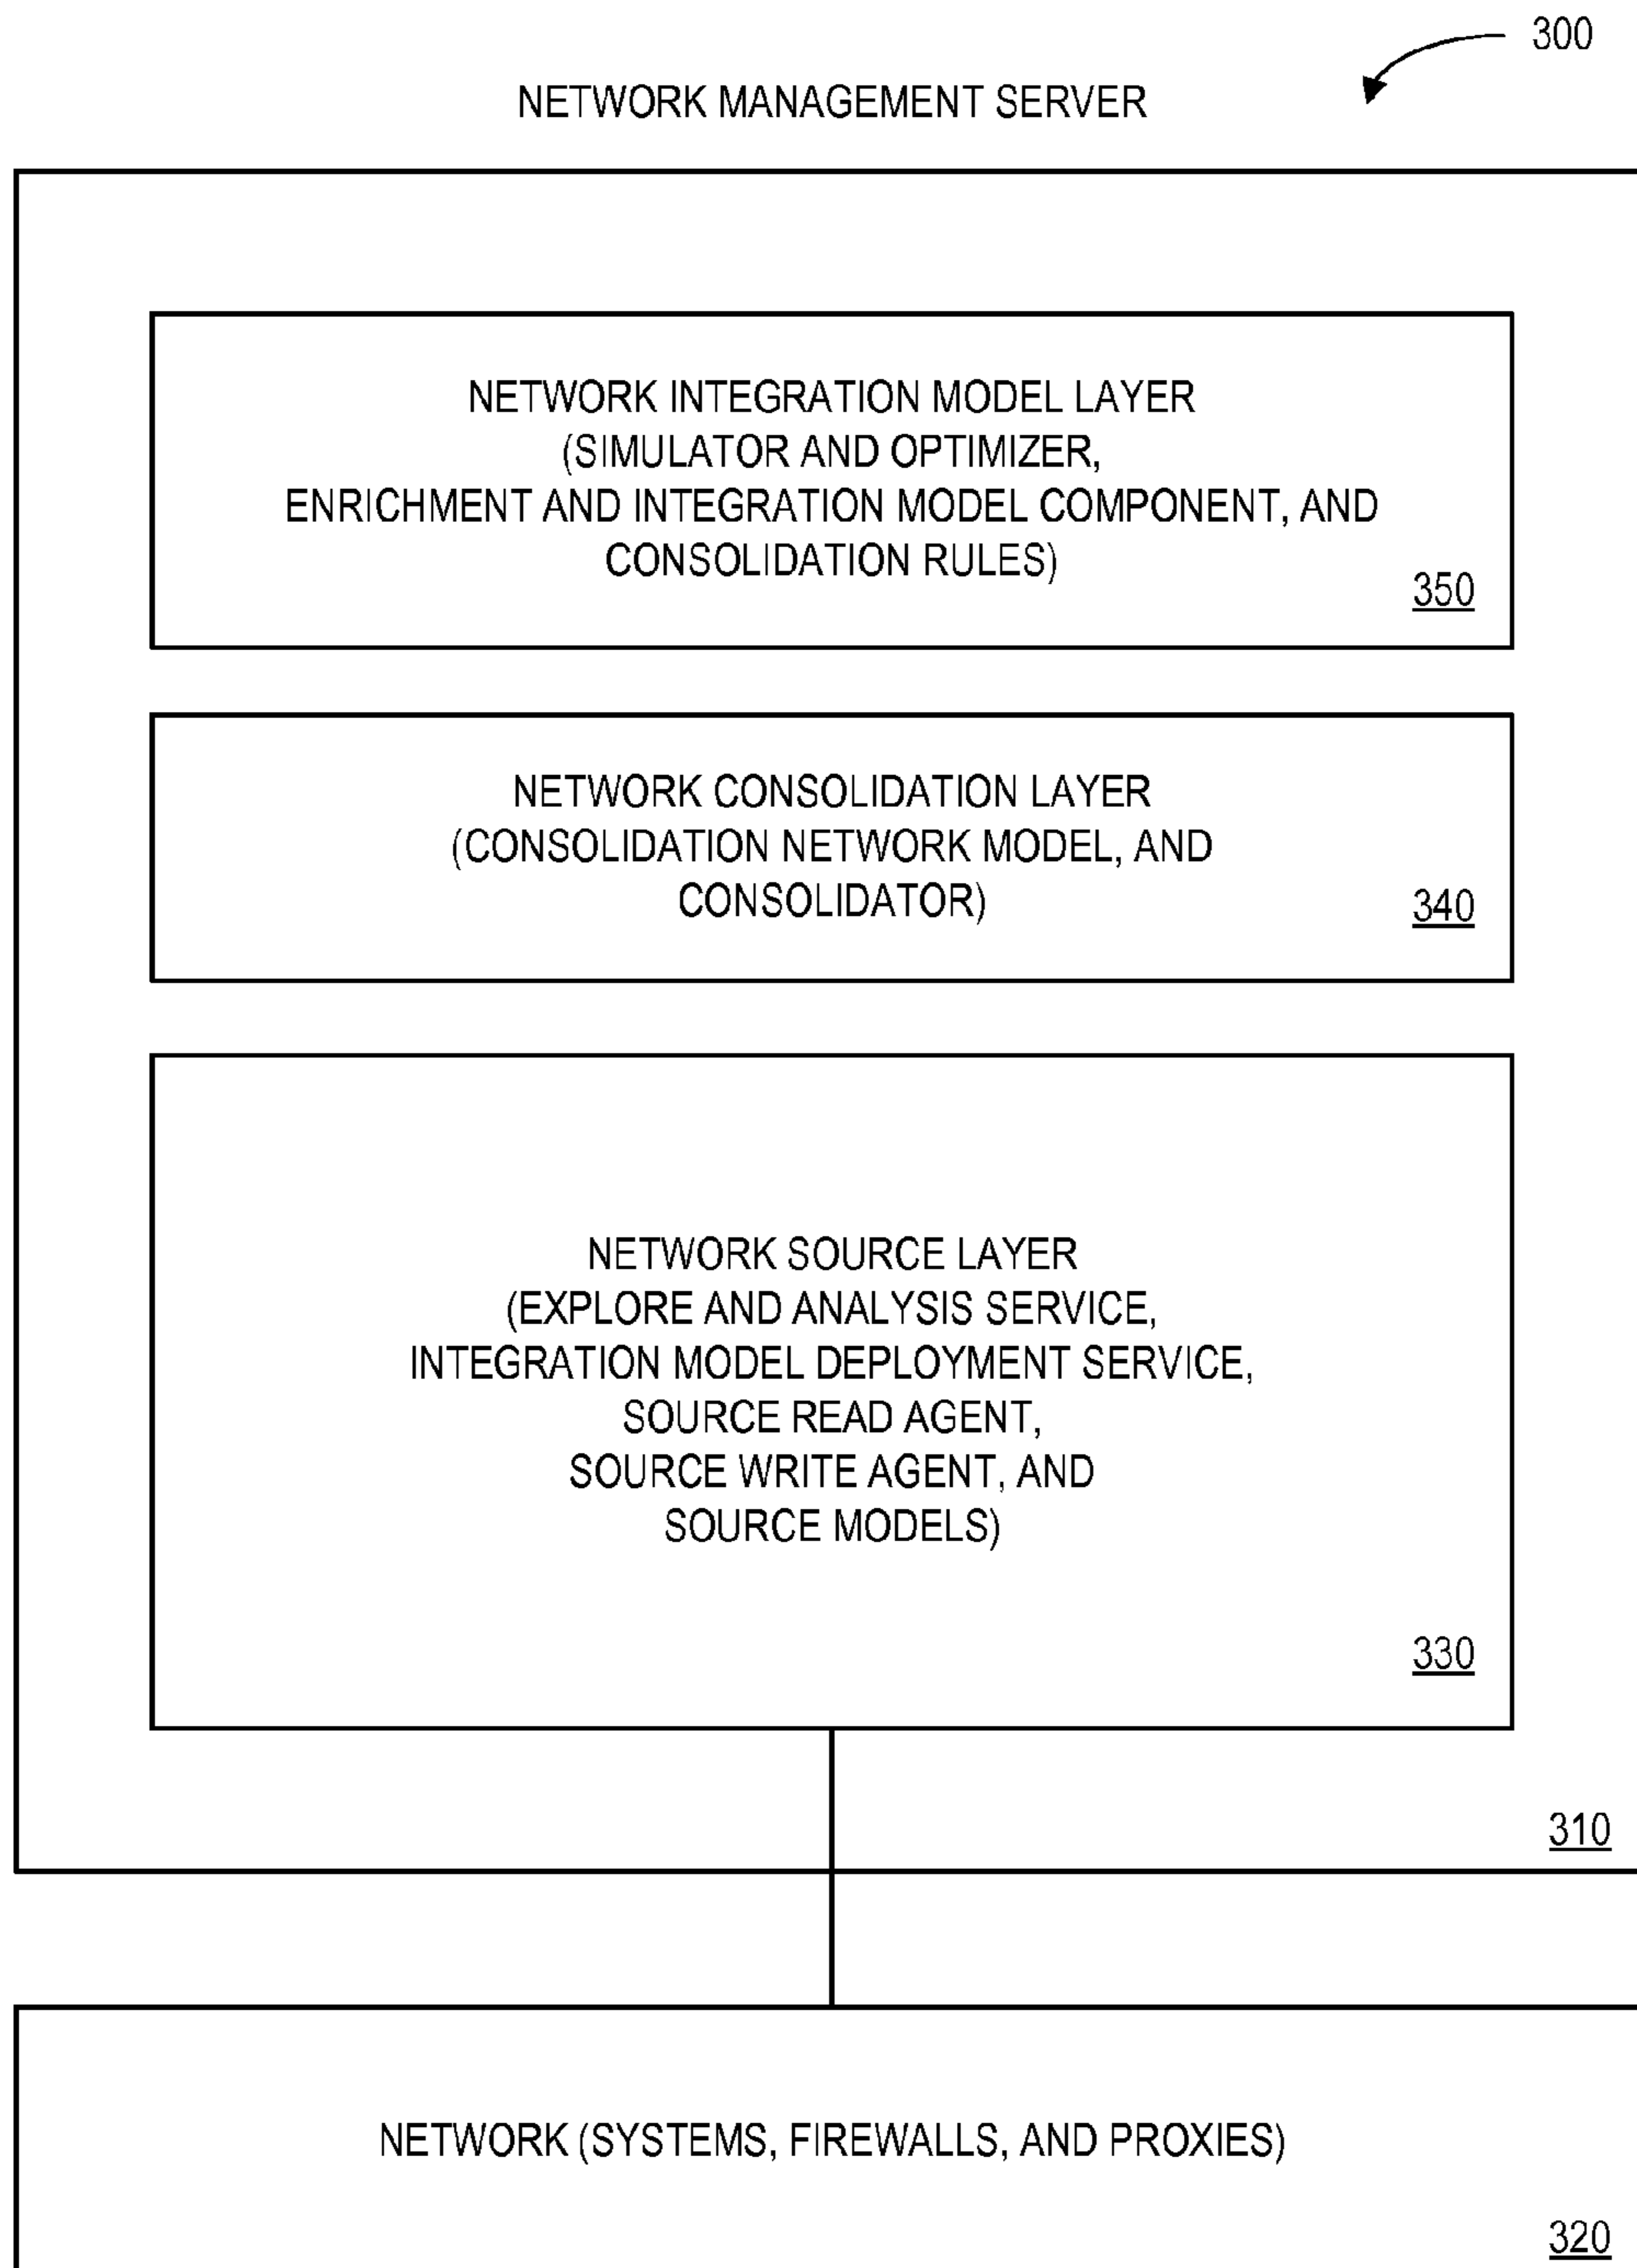 300
NETWORK MANAGEMENT SERVER
NETWORK INTEGRATION MODEL LAYER
(SIMULATOR AND OPTIMIZER,
ENRICHMENT AND INTEGRATION MODEL COMPONENT, AND
CONSOLIDATION RULES)
350
NETWORK CONSOLIDATION LAYER
(CONSOLIDATION NETWORK MODEL, AND
CONSOLIDATOR)
340
NETWORK SOURCE LAYER
(EXPLORE AND ANALYSIS SERVICE,
INTEGRATION MODEL DEPLOYMENT SERVICE,
SOURCE READ AGENT,
SOURCE WRITE AGENT, AND
SOURCE MODELS)
330
310
NETWORK (SYSTEMS, FIREWALLS, AND PROXIES)
320